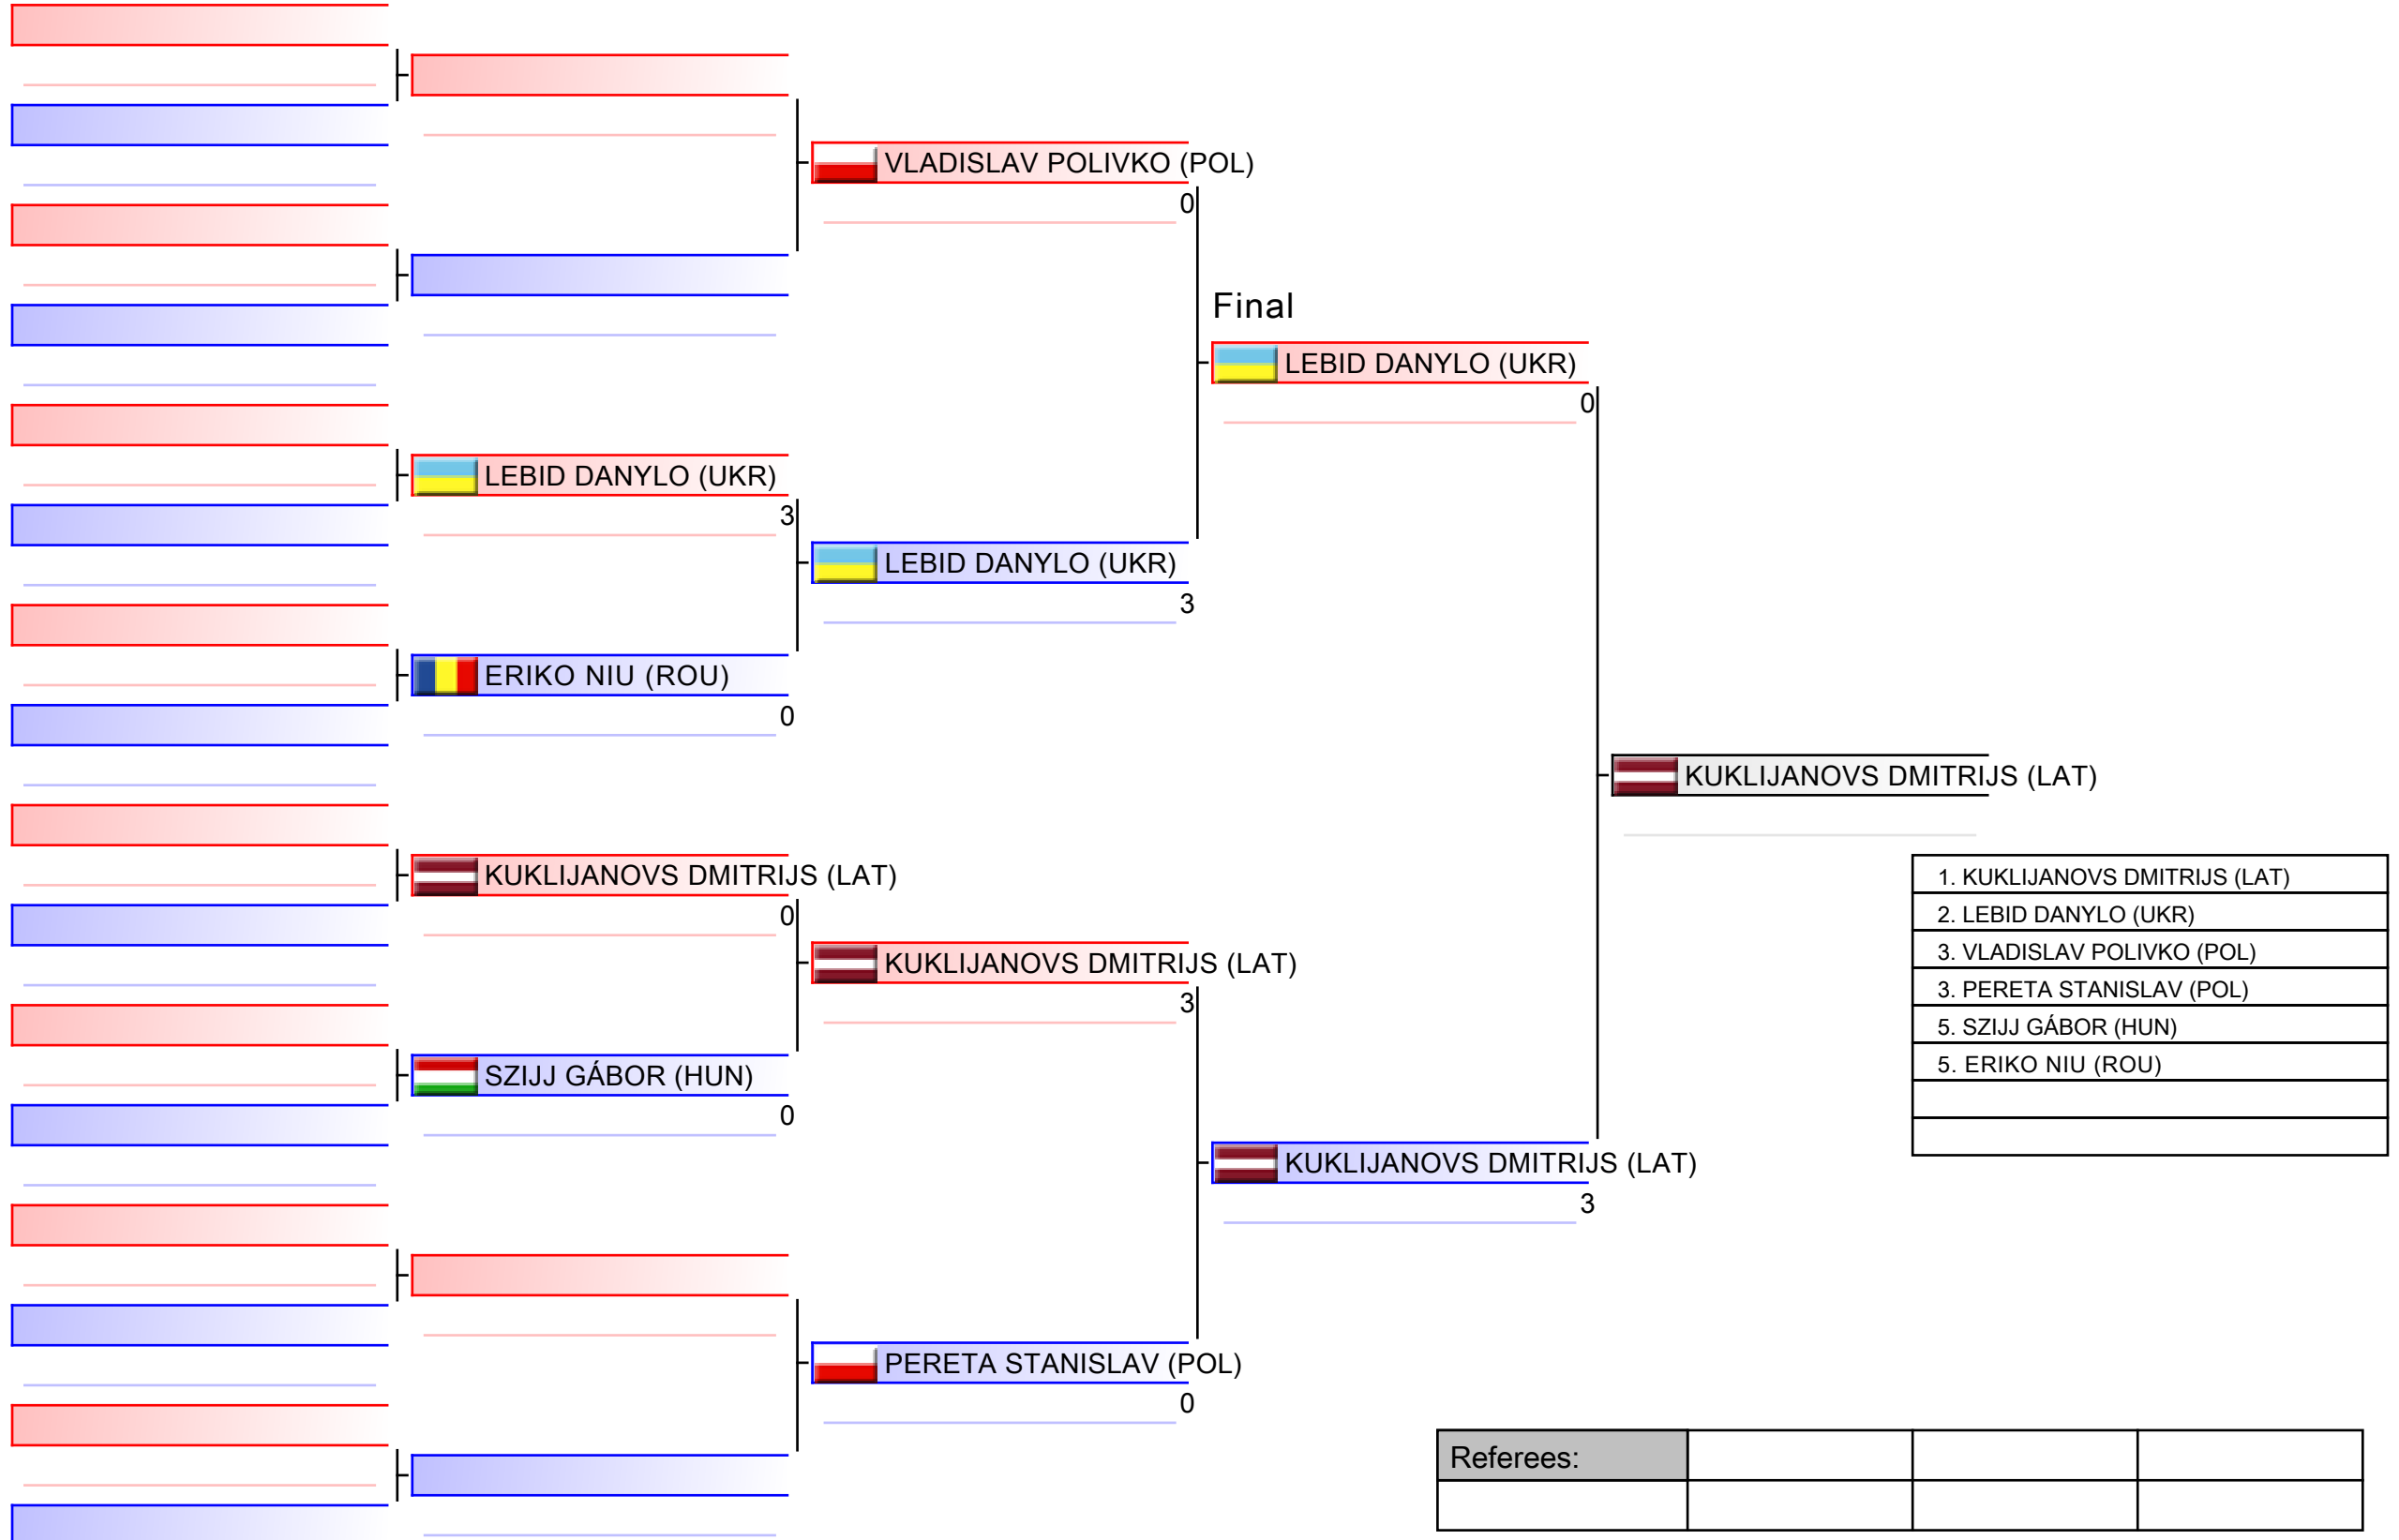 VLADISLAV POLIVKO (POL)
0
Final
LEBID DANYLO (UKR)
0
LEBID DANYLO (UKR)
3
LEBID DANYLO (UKR)
3
ERIKO NIU (ROU)
0
KUKLIJANOVS DMITRIJS (LAT)
KUKLIJANOVS DMITRIJS (LAT)
0
KUKLIJANOVS DMITRIJS (LAT)
3
SZIJJ GÁBOR (HUN)
0
KUKLIJANOVS DMITRIJS (LAT)
3
PERETA STANISLAV (POL)
0
1. KUKLIJANOVS DMITRIJS (LAT)
2. LEBID DANYLO (UKR)
3. VLADISLAV POLIVKO (POL)
3. PERETA STANISLAV (POL)
5. SZIJJ GÁBOR (HUN)
5. ERIKO NIU (ROU)
Referees: